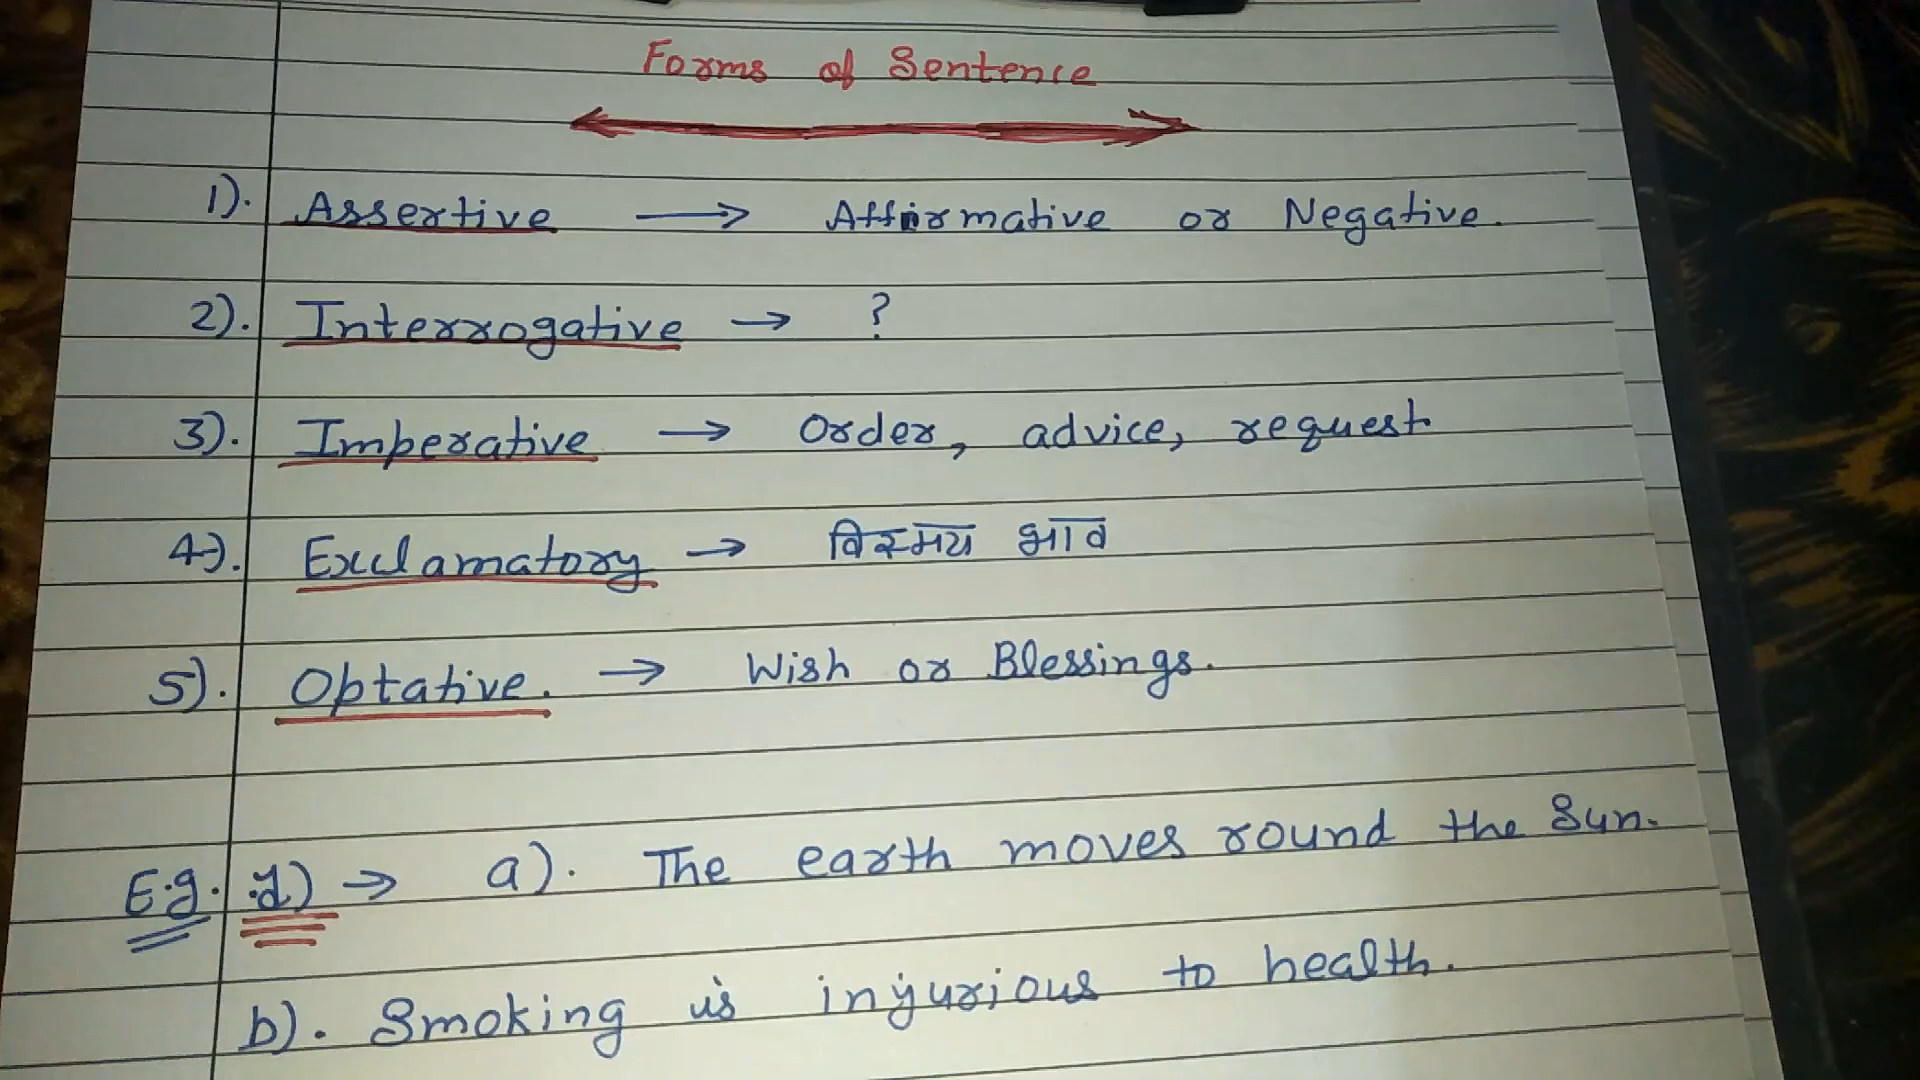 Forms of Sentence
1). Assertive → Affirmative or Negative.
2). Interrogative → ?
3). Imperative → Order, advice, request
4). Exclamatory → विस्मय भाव
5). Optative. → Wish or Blessings.
E.g. 1) → a). The earth moves round the Sun.
b). Smoking is injurious to health.